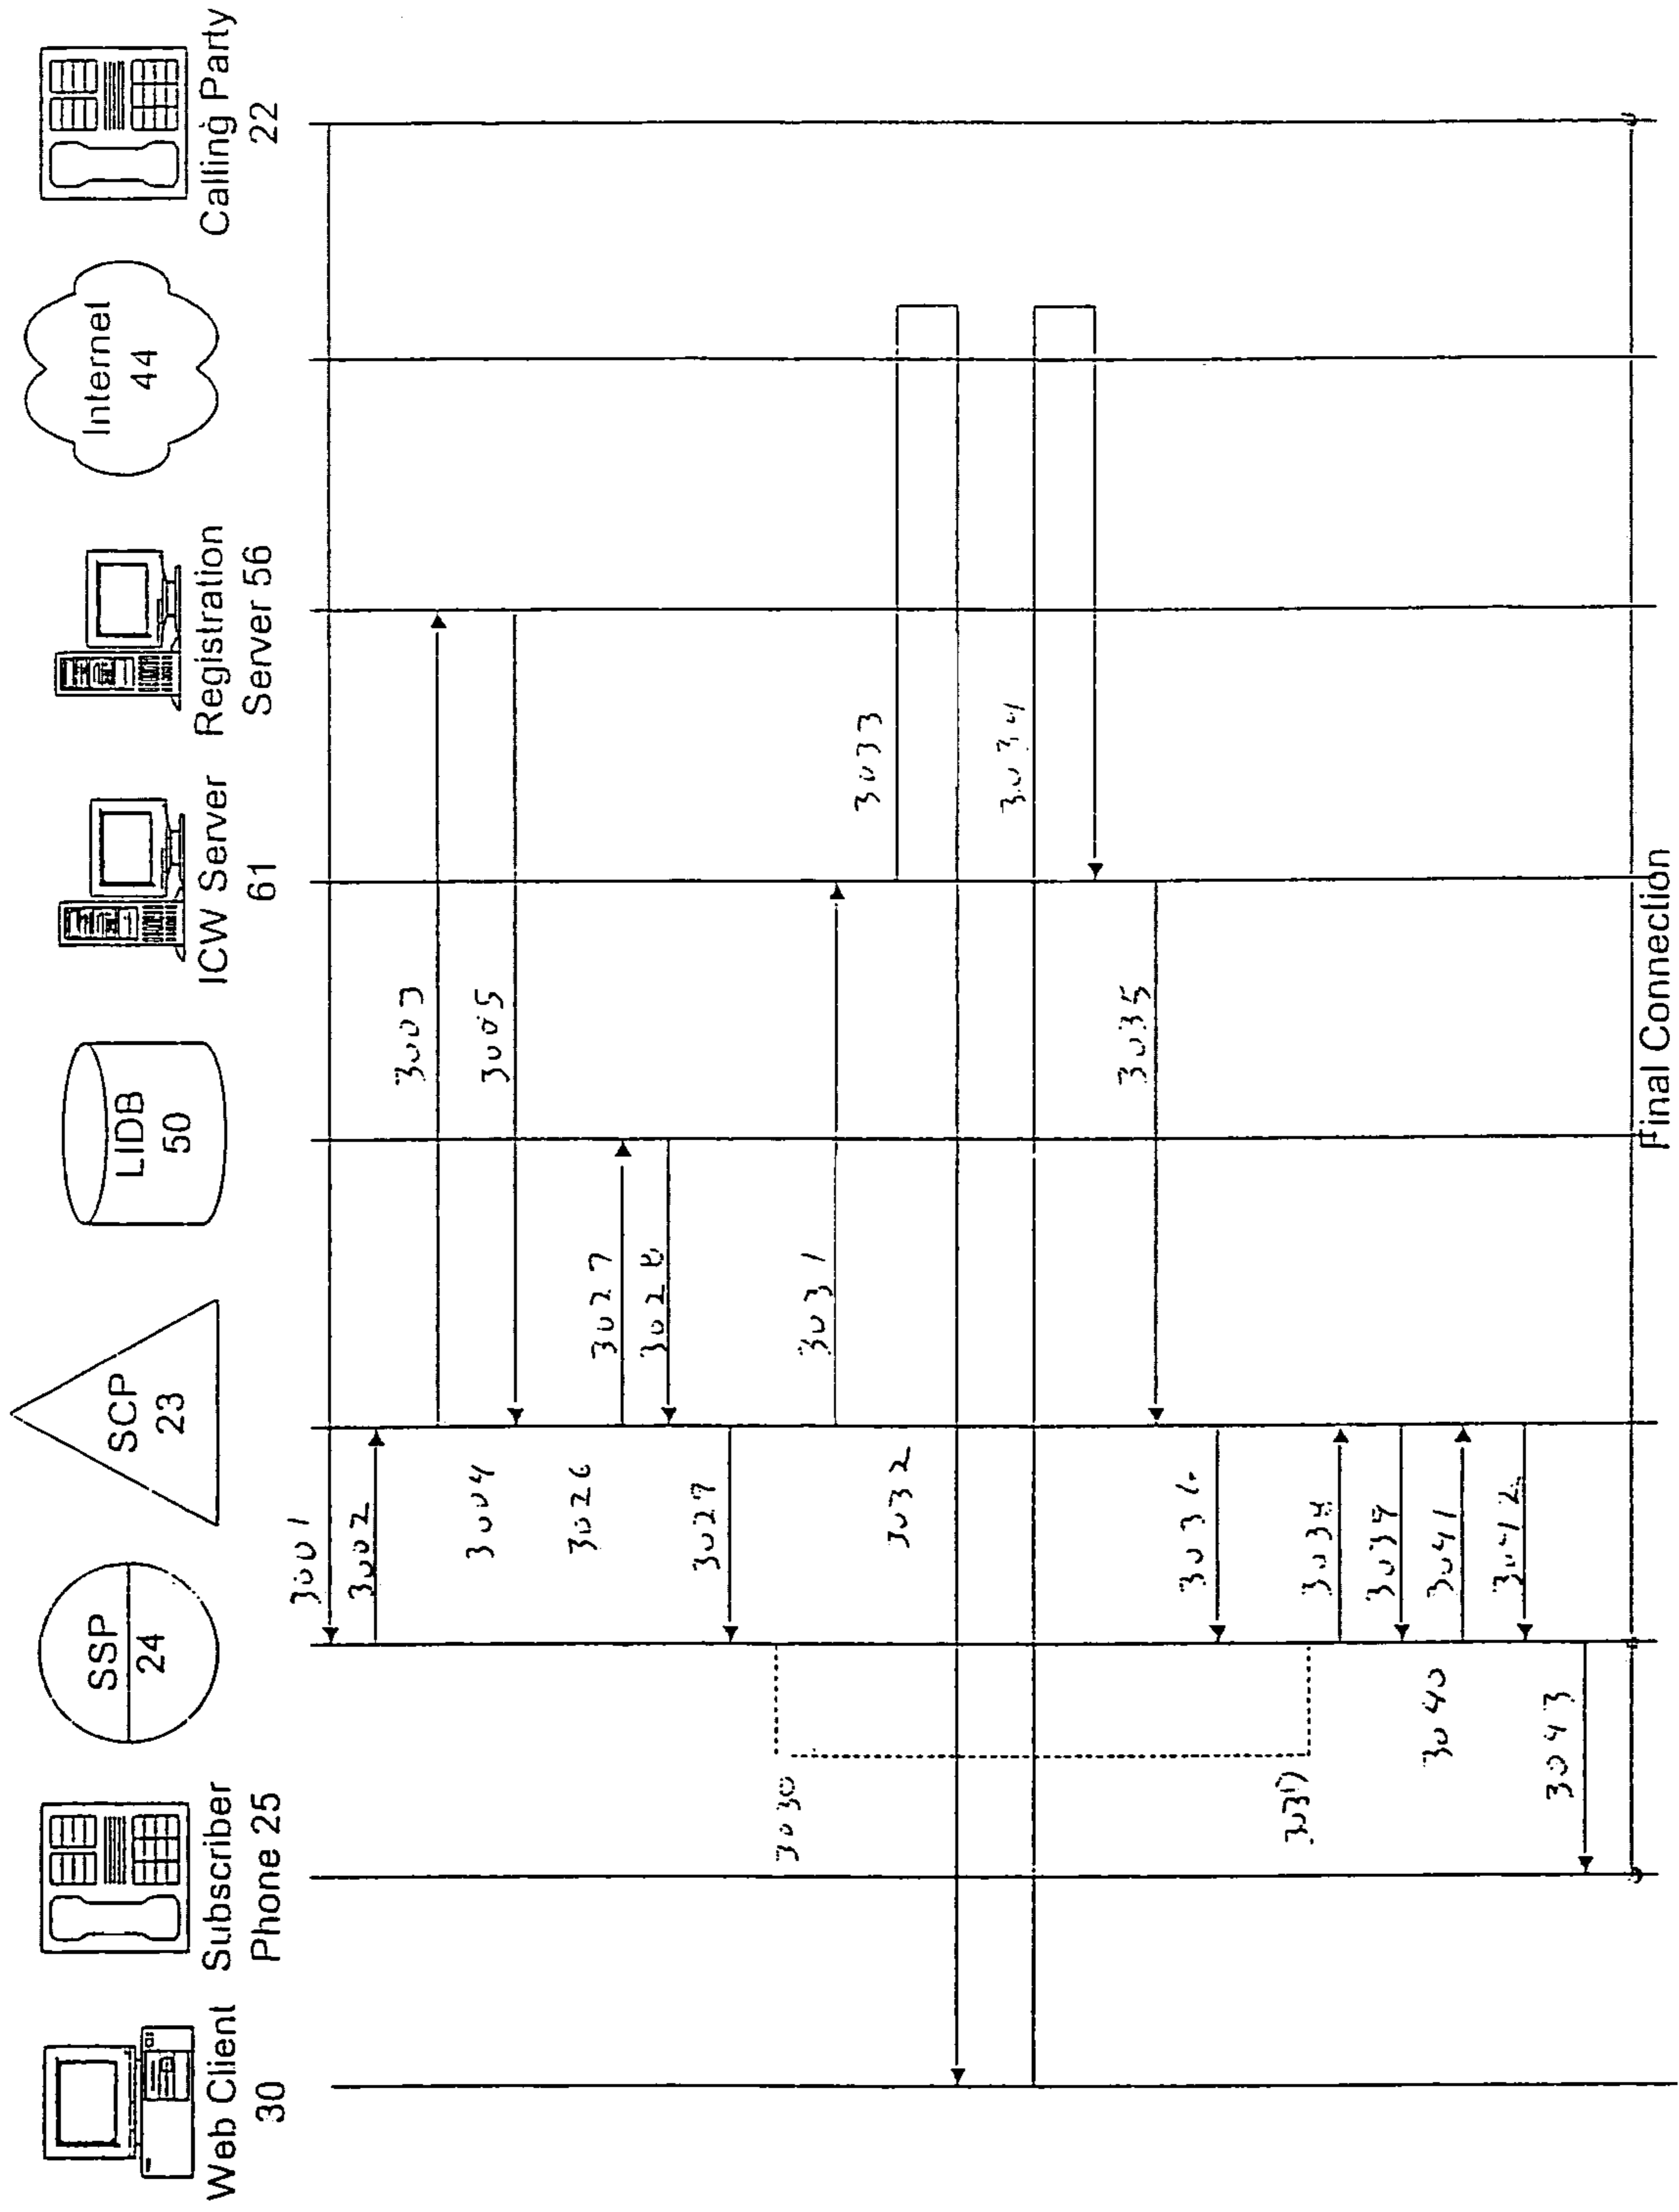 Web Client
30
Subscriber
Phone 25
SSP
24
SCP
23
LIDB
50
ICW Server
61
Registration
Server 56
Internet
44
Calling Party
22
3001
3002
3003
3004
3005
3026
3027
3028
3029
3030
3031
3032
3033
3034
3035
3036
3037
3038
3039
3040
3041
3042
3043
Final Connection